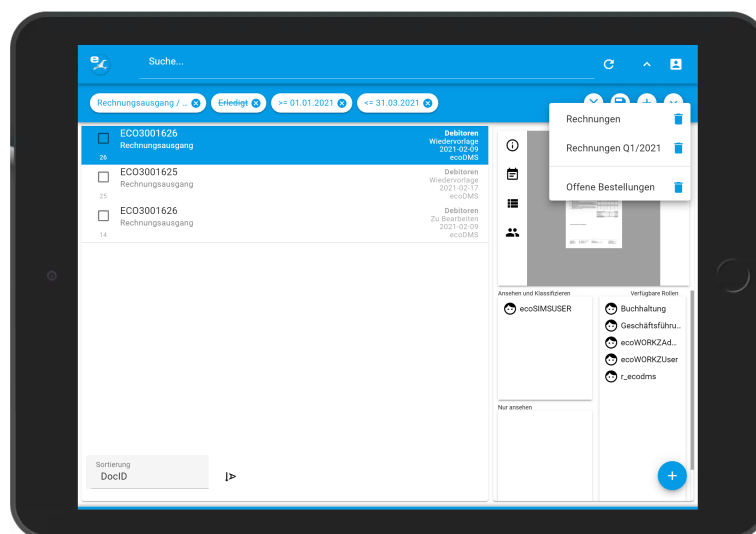 Suche...
Rechnungsausgang / ...
Erledigt
>= 01.01.2021
<= 31.03.2021
Rechnungen
Rechnungen Q1/2021
Offene Bestellungen
ECO3001626
Rechnungsausgang
26
Debitoren
Wiedervorlage
2021-02-09
ecoDMS
ECO3001625
Rechnungsausgang
25
Debitoren
Wiedervorlage
2021-02-17
ecoDMS
ECO3001626
Rechnungsausgang
14
Debitoren
Zu Bearbeiten
2021-02-09
ecoDMS
Ansehen und Klassifizieren
ecoSIMSUSER
Nur ansehen
Verfügbare Rollen
Buchhaltung
Geschäftsführu...
ecoWORKZAd...
ecoWORKZUser
r_ecodms
Sortierung
DocID